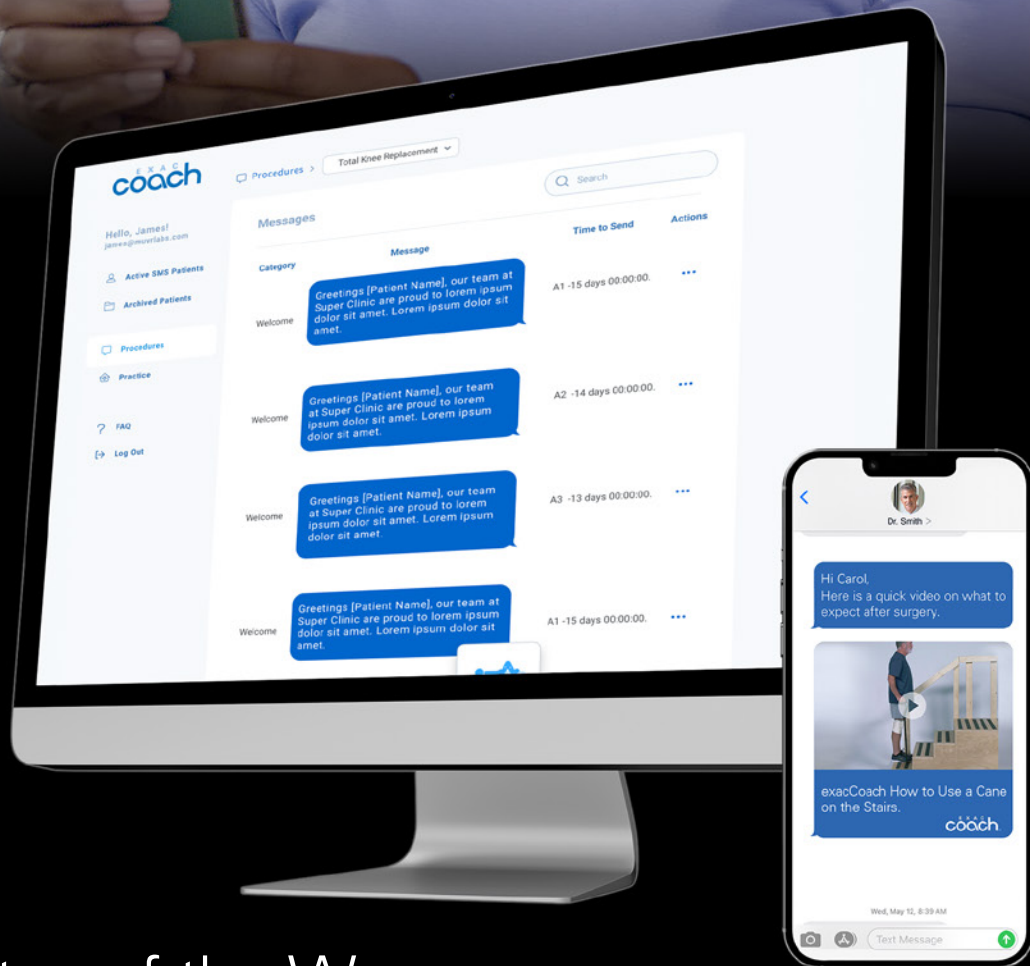 EXAC
coach
Procedures >
Total Knee Replacement
Hello, James!
james@muvrlabs.com
Active SMS Patients
Archived Patients
Procedures
Practice
FAQ
Log Out
Messages
Search
Category
Message
Time to Send
Actions
Welcome
Greetings [Patient Name], our team at
Super Clinic are proud to lorem ipsum
dolor sit amet. Lorem ipsum dolor sit
amet.
A1 -15 days 00:00:00.
Welcome
Greetings [Patient Name], our team
at Super Clinic are proud to lorem
ipsum dolor sit amet. Lorem ipsum
dolor sit amet.
A2 -14 days 00:00:00.
Welcome
Greetings [Patient Name], our team
at Super Clinic are proud to lorem
ipsum dolor sit amet. Lorem ipsum
dolor sit amet.
A3 -13 days 00:00:00.
Welcome
Greetings [Patient Name], our team at
Super Clinic are proud to lorem ipsum
dolor sit amet. Lorem ipsum dolor sit
amet.
A1 -15 days 00:00:00.
Dr. Smith >
Hi Carol,
Here is a quick video on what to
expect after surgery.
exacCoach How to Use a Cane
on the Stairs.
EXAC
coach
Wed, May 12, 8:39 AM
Text Message
of the W